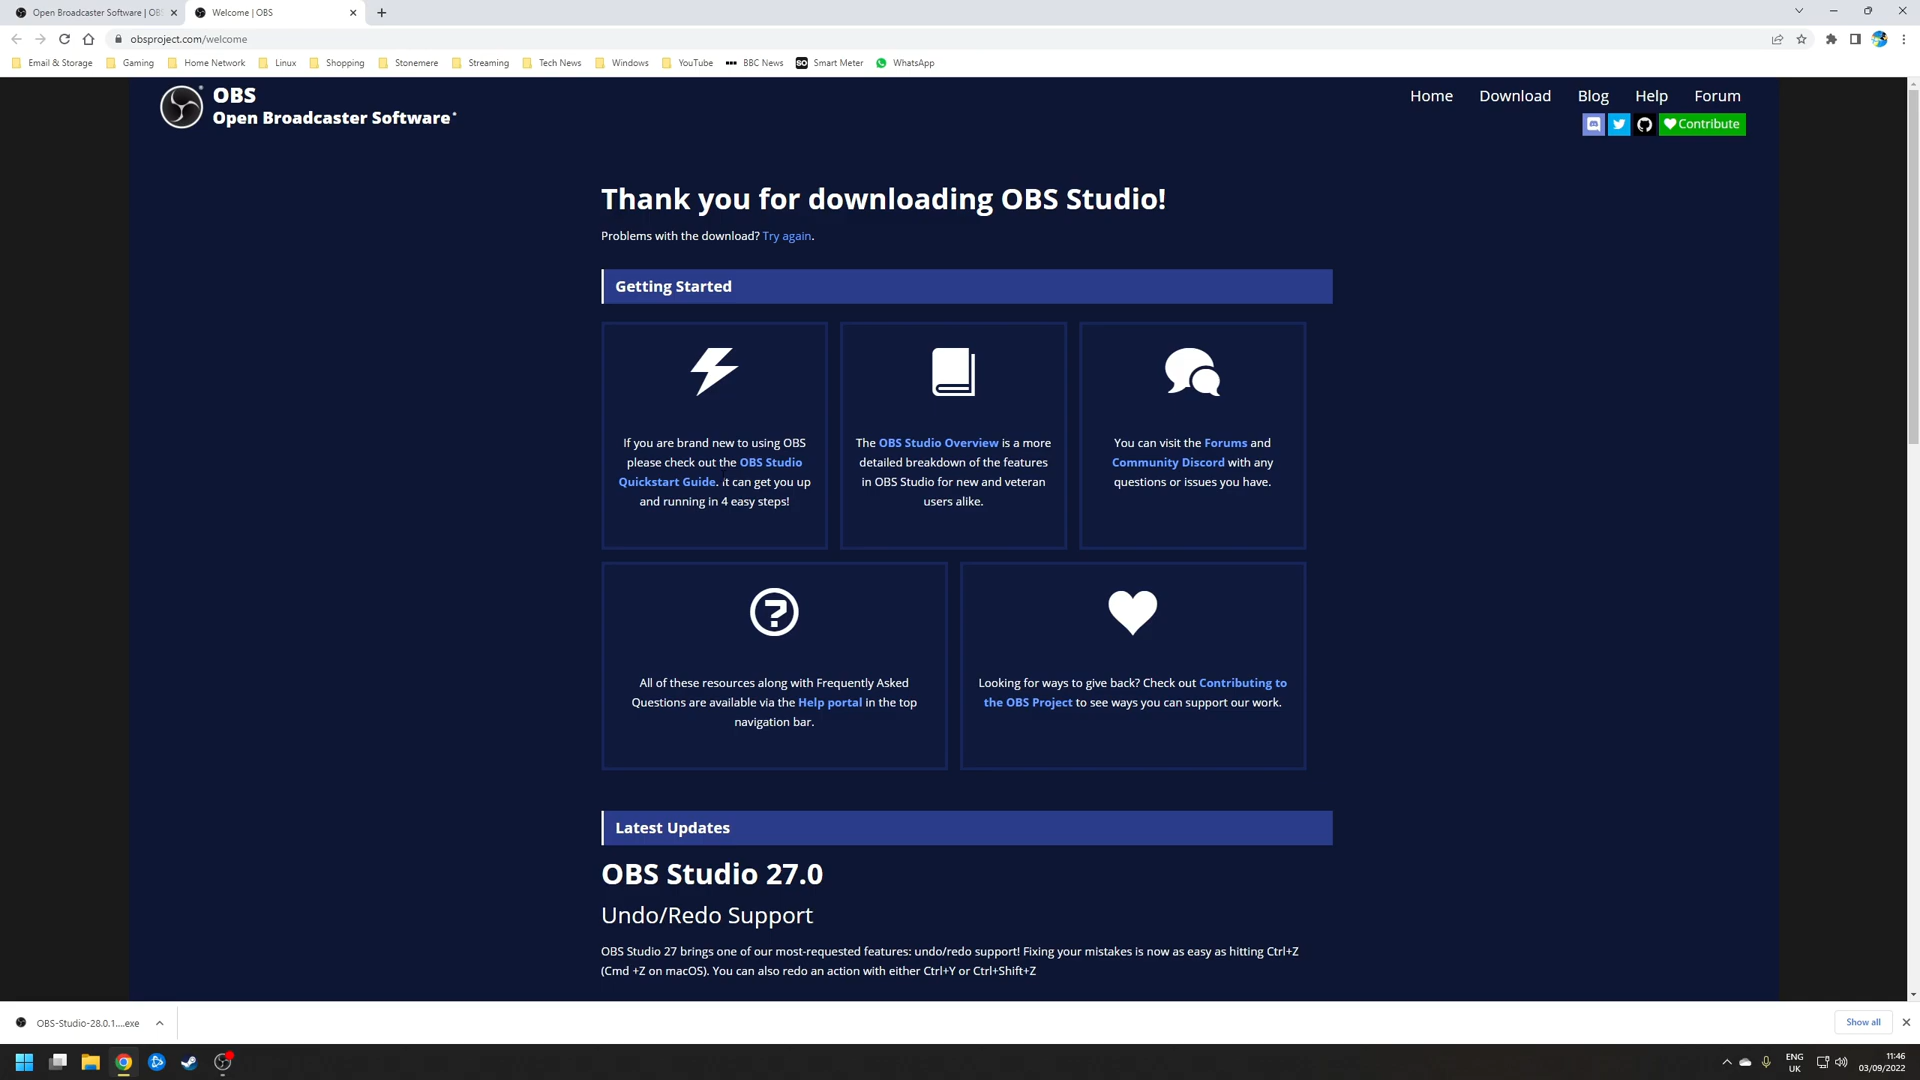 Open Broadcaster Software | OBS
Welcome | OBS
obsproject.com/welcome
Email & Storage
Gaming
Home Network
Linux
Shopping
Stonemere
Streaming
Tech News
Windows
YouTube
BBC News
SO
Smart Meter
WhatsApp
OBS
Open Broadcaster Software
Home
Download
Blog
Help
Forum
Contribute
Thank you for downloading OBS Studio!
Problems with the download? Try again.
Getting Started
If you are brand new to using OBS
please check out the OBS Studio
Quickstart Guide. It can get you up
and running in 4 easy steps!
The OBS Studio Overview is a more
detailed breakdown of the features
in OBS Studio for new and veteran
users alike.
You can visit the Forums and
Community Discord with any
questions or issues you have.
All of these resources along with Frequently Asked
Questions are available via the Help portal in the top
navigation bar.
Looking for ways to give back? Check out Contributing to
the OBS Project to see ways you can support our work.
Latest Updates
OBS Studio 27.0
Undo/Redo Support
OBS Studio 27 brings one of our most-requested features: undo/redo support! Fixing your mistakes is now as easy as hitting Ctrl+Z
(Cmd +Z on macOS). You can also redo an action with either Ctrl+Y or Ctrl+Shift+Z
OBS-Studio-28.0.1....exe
Show all
ENG
UK
11:46
03/09/2022